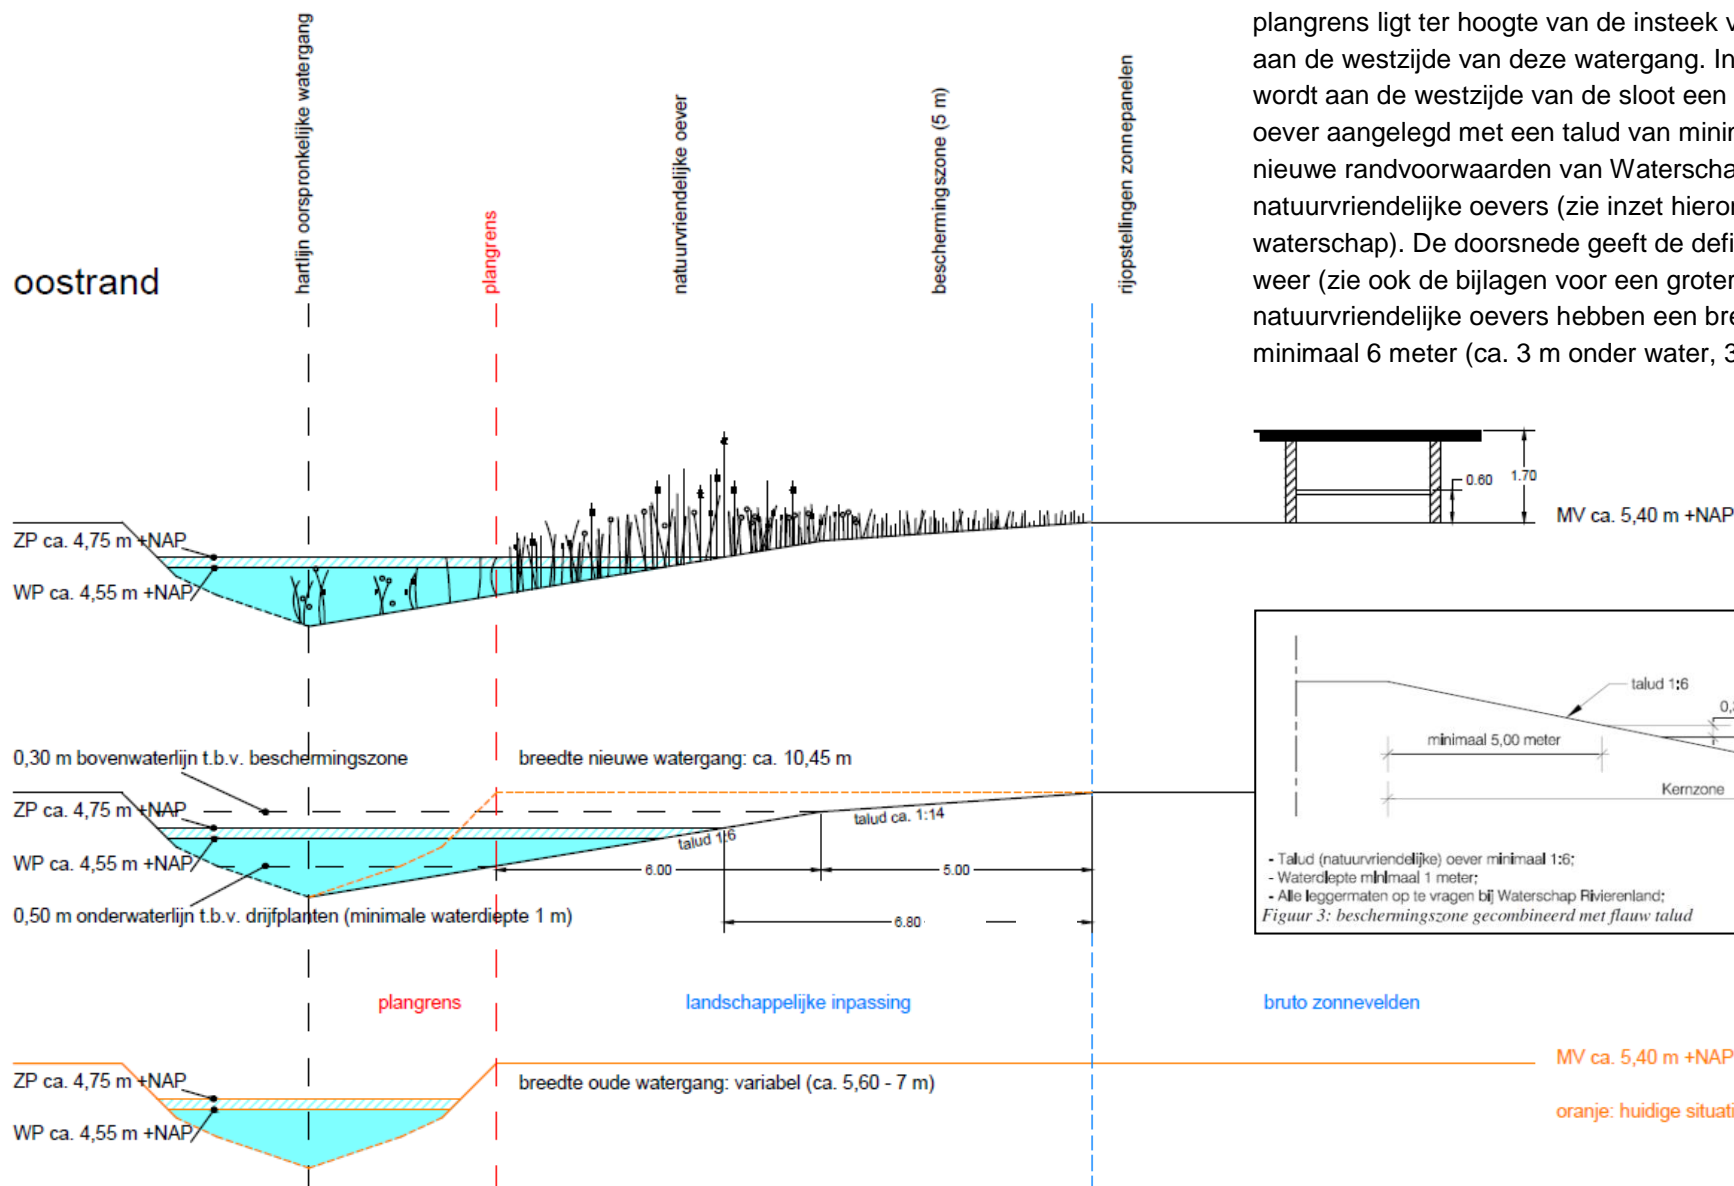 plangrens ligt ter hoogte van de insteek v
aan de westzijde van deze watergang. In
wordt aan de westzijde van de sloot een
oever aangelegd met een talud van
nieuwe randvoorwaarden van
natuurvriendelijke oevers (zie inzet
waterschap). De doorsnede geeft de
weer (zie ook de bijlagen voor een
natuurvriendelijke oevers hebben een
minimaal 6 meter (ca. 3 m onder water, 3
oostrand
hartlijn oorspronkelijke watergang
plangrens
natuurvriendelijke oever
beschermingszone (5 m)
rijopstellingen zonnepanelen
ZP ca. 4,75 m +NAP
WP ca. 4,55 m +NAP
0.60
1.70
MV ca. 5,40 m +NAP
0,30 m bovenwaterlijn t.b.v. beschermingszone
breedte nieuwe watergang: ca. 10,45 m
ZP ca. 4,75 m +NAP
WP ca. 4,55 m +NAP
talud 1:6
talud ca. 1:14
6.00
5.00
6.80
0,50 m onderwaterlijn t.b.v. drijfplanten (minimale waterdiepte 1 m)
talud 1:6
minimaal 5,00 meter
Kernzone
- Talud (natuurvriendelijke) oever minimaal 1:6;
- Waterdiepte minimaal 1 meter;
- Alle leggermaten op te vragen bij Waterschap Rivierenland;
Figuur 3: beschermingszone gecombineerd met flauw talud
plangrens
landschappelijke inpassing
bruto zonnevelden
ZP ca. 4,75 m +NAP
WP ca. 4,55 m +NAP
breedte oude watergang: variabel (ca. 5,60 - 7 m)
MV ca. 5,40 m +NAP
oranje: huidige